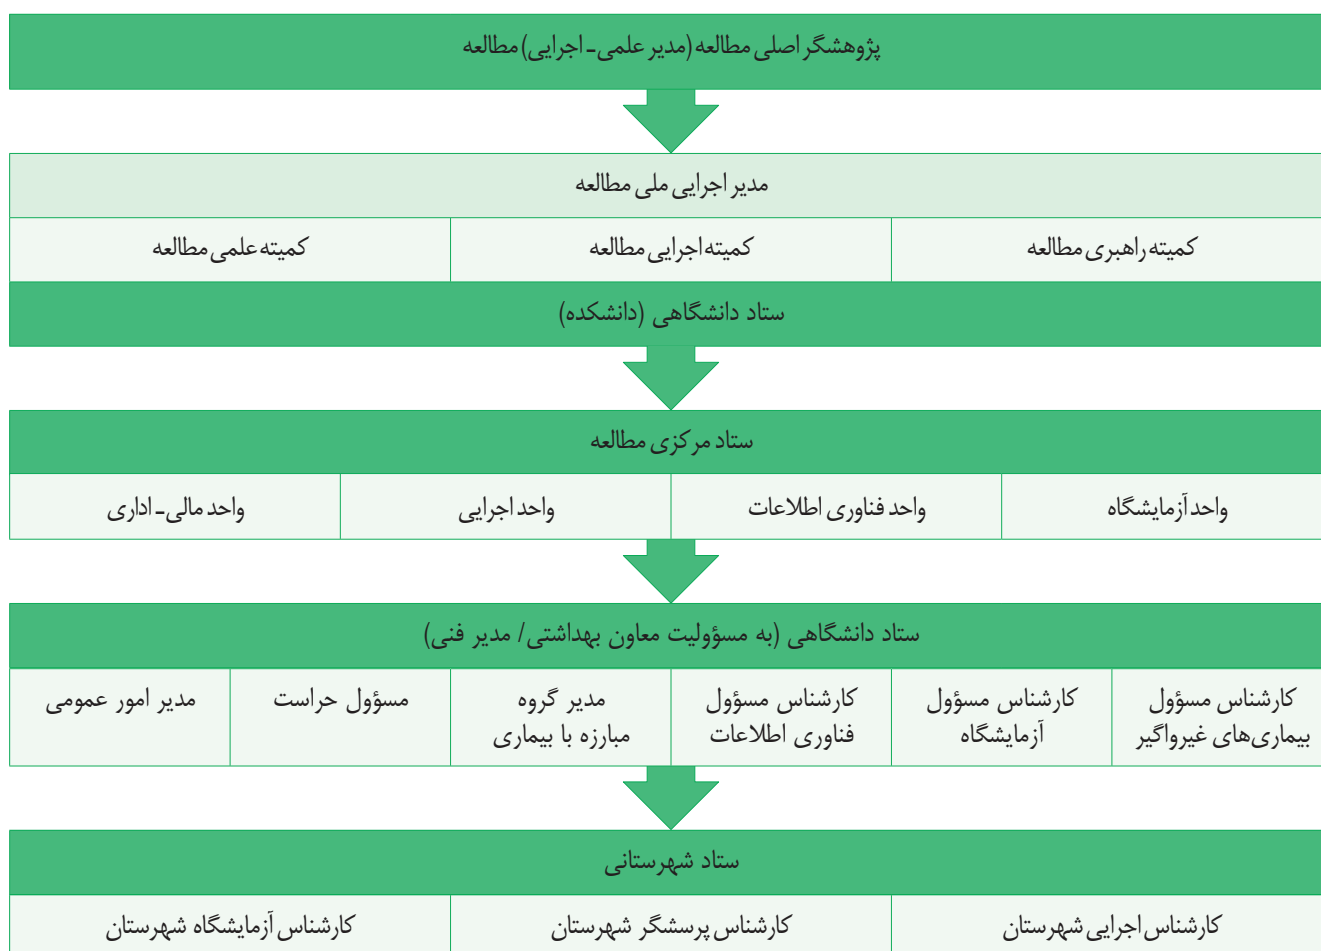 پژوهشگر اصلی مطالعه (مدیر علمی- اجرایی) مطالعه
مدیر اجرایی ملی مطالعه
کمیته راهبری مطالعه
کمیته اجرایی مطالعه
کمیته علمی مطالعه
ستاد دانشگاهی (دانشکده)
ستاد مرکزی مطالعه
واحد آزمایشگاه
واحد فناوری اطلاعات
واحد اجرایی
واحد مالی- اداری
ستاد دانشگاهی (به مسؤولیت معاون بهداشتی/ مدیر فنی)
کارشناس مسؤول
بیماری‌های غیرواگیر
کارشناس مسؤول
آزمایشگاه
کارشناس مسؤول
فناوری اطلاعات
مدیر گروه
مبارزه با بیماری
مسؤول حراست
مدیر امور عمومی
ستاد شهرستانی
کارشناس اجرایی شهرستان
کارشناس پرسشگر شهرستان
کارشناس آزمایشگاه شهرستان